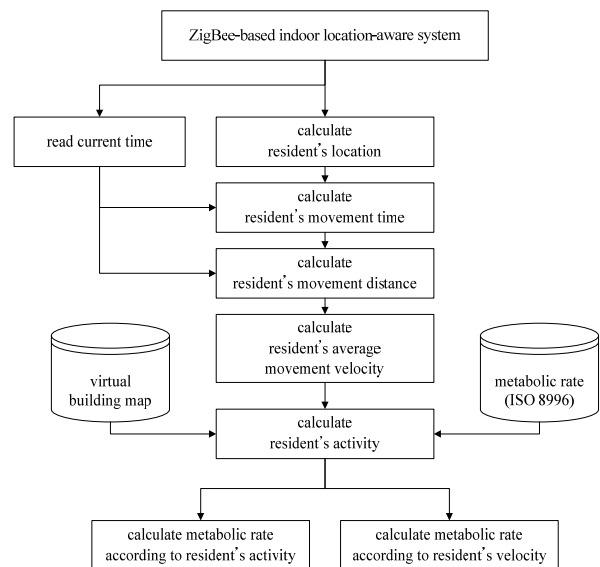 ZigBee-based indoor location-aware system
read current time
calculate
resident's location
calculate
resident's movement time
calculate
resident's movement distance
calculate
resident's average
movement velocity
virtual
building map
metabolic rate
(ISO 8996)
calculate
resident's activity
calculate metabolic rate
according to resident's activity
calculate metabolic rate
according to resident's velocity